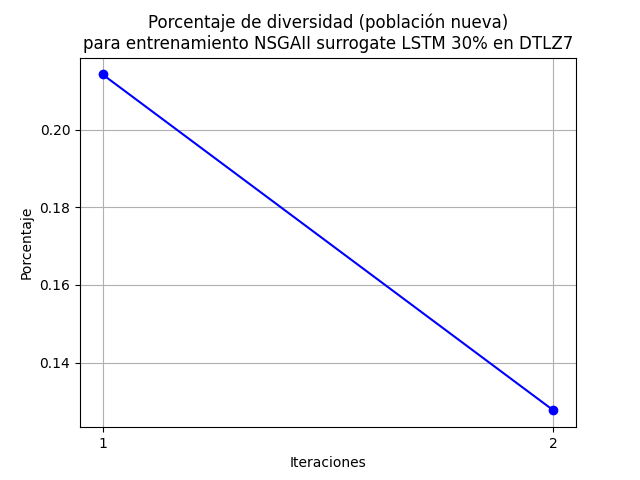 Porcentaje de diversidad (población nueva)
para entrenamiento NSGAII surrogate LSTM 30% en DTLZ7
0.20
0.18
0.16
0.14
Porcentaje
1
2
Iteraciones